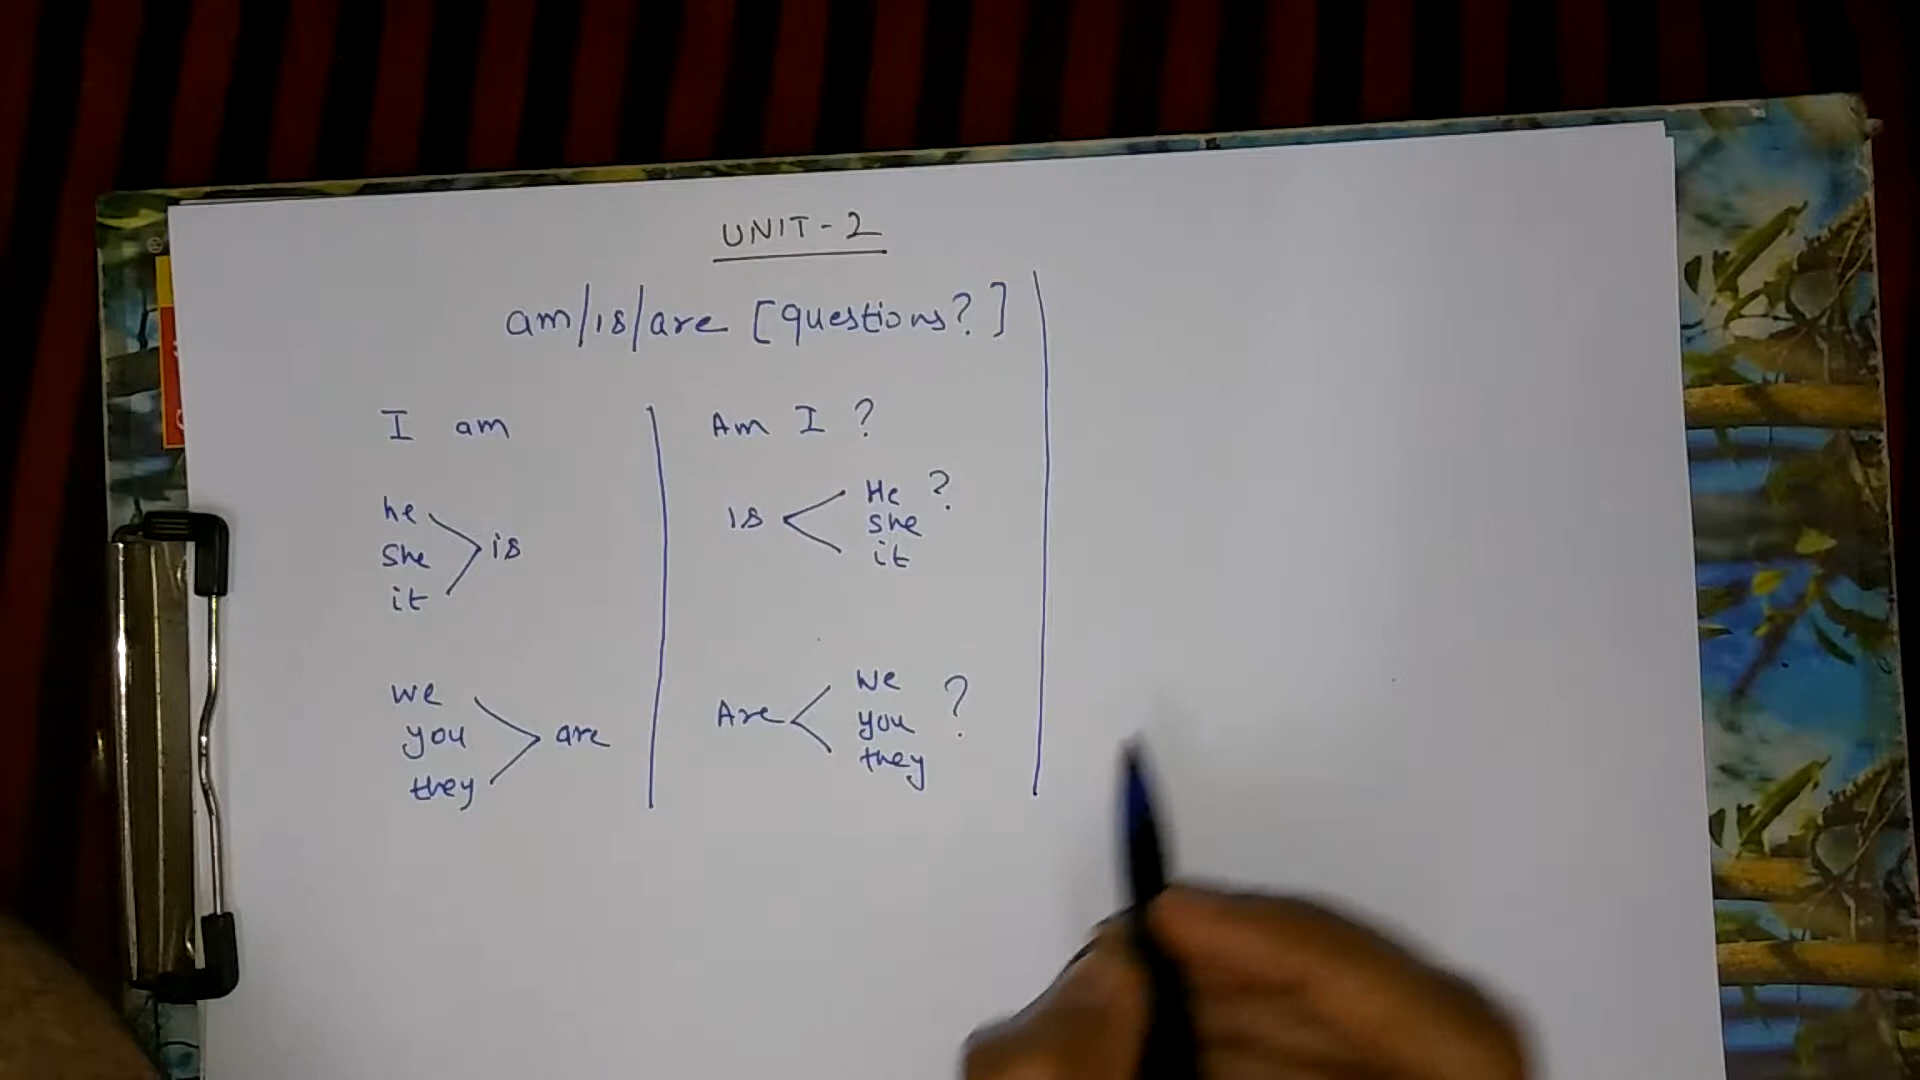 UNIT-2
am/is/are [questions?]
I am
he
she
it
is
we
you
they
are
Am I ?
is
He ?
she
it
Are
we
you
they
?